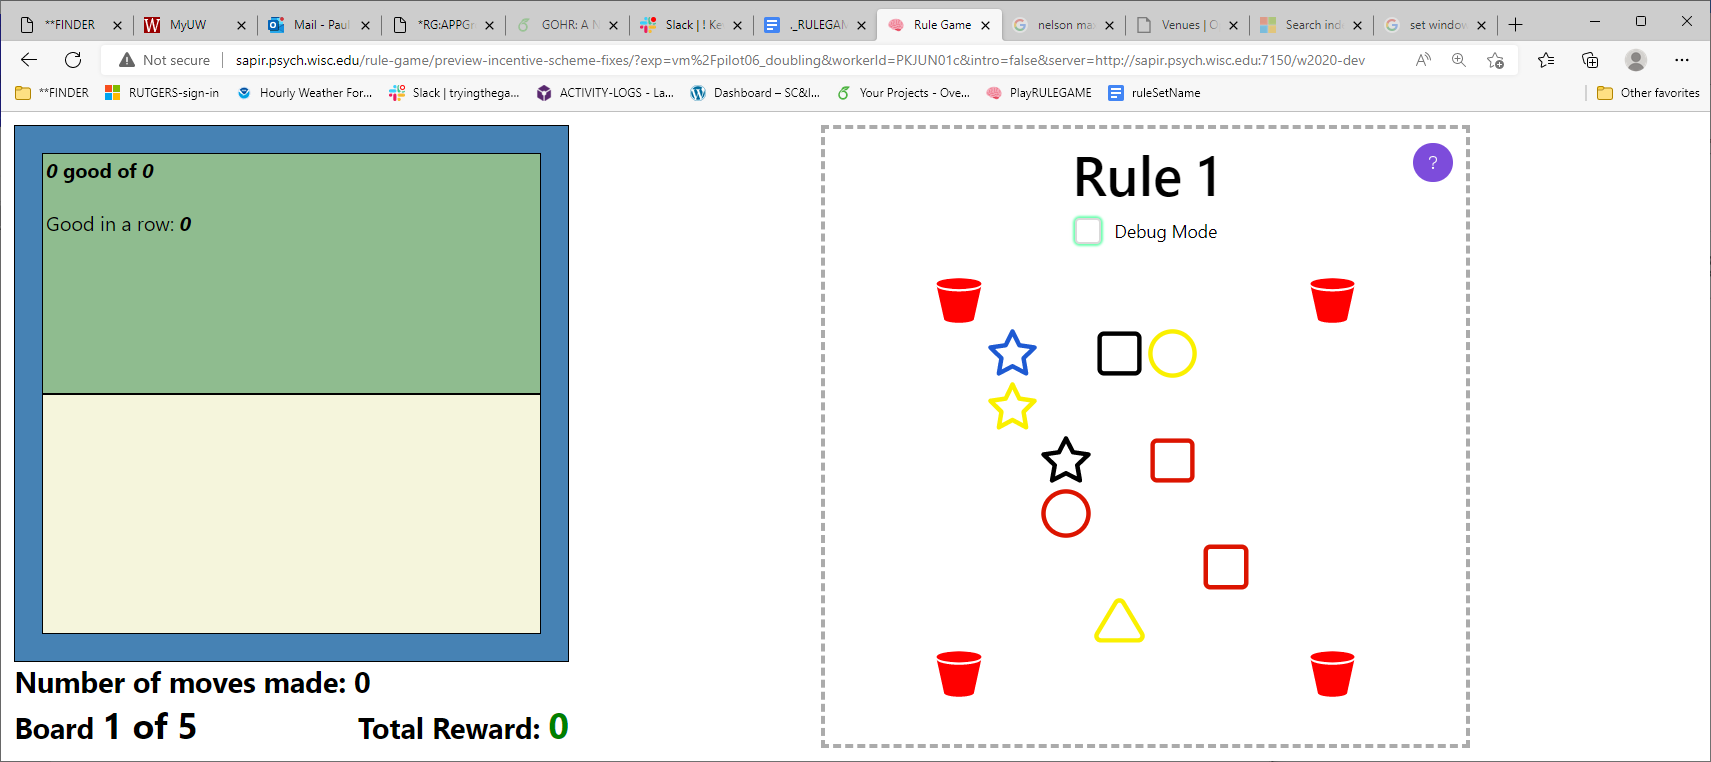 **FINDER
MyUW
Mail - Paul
*RG:APPGr
GOHR: A N
Slack | ! Ke
._RULEGAM
Rule Game
nelson ma
Venues | O
Search ind
set window
Not secure
sapir.psych.wisc.edu/rule-game/preview-incentive-scheme-fixes/?exp=vm%2Fpilot06_doubling&workerId=PKJUN01c&intro=false&server=http://sapir.psych.wisc.edu:7150/w2020-dev
**FINDER
RUTGERS-sign-in
Hourly Weather For...
Slack | tryingthega...
ACTIVITY-LOGS - La...
Dashboard – SC&I...
Your Projects - Ove...
PlayRULEGAME
ruleSetName
Other favorites
0 good of 0
Good in a row: 0
Number of moves made: 0
Board 1 of 5
Total Reward: 0
Rule 1
?
Debug Mode